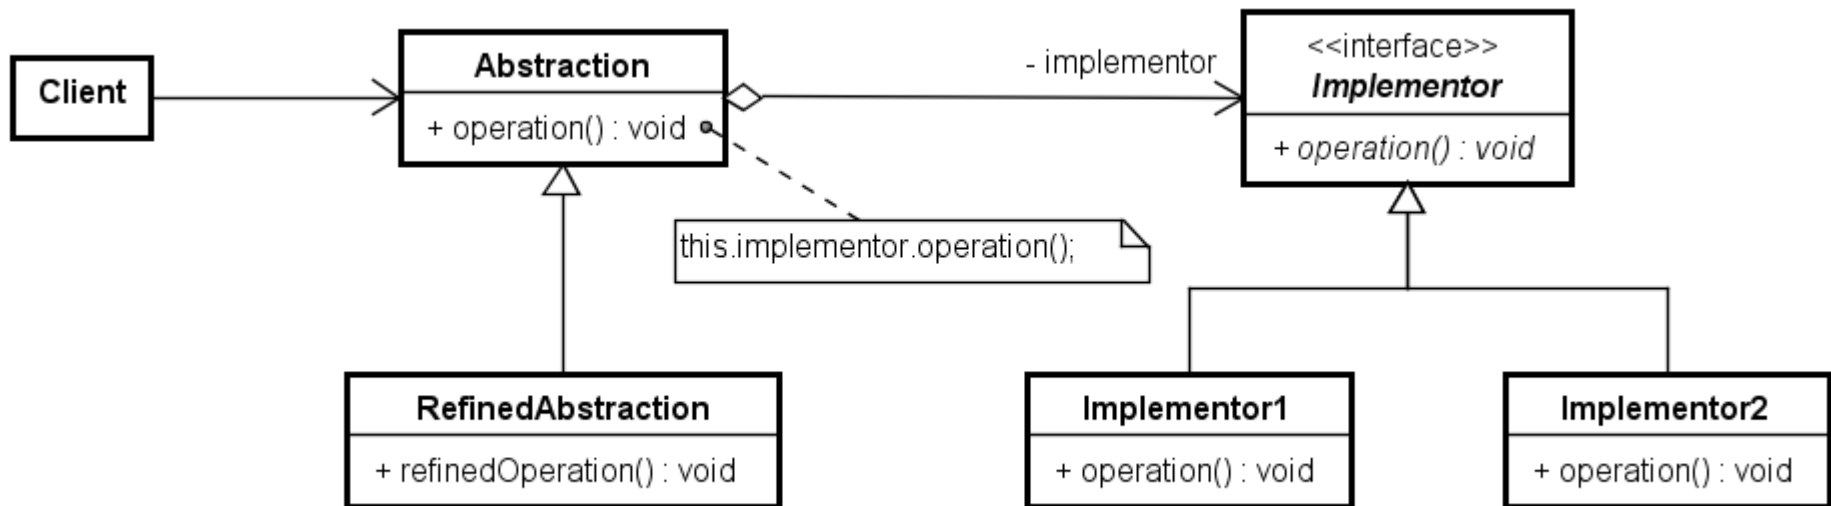 Client
Abstraction
+ operation() : void
- implementor
<<interface>>
Implementor
+ operation() : void
this.implementor.operation();
RefinedAbstraction
+ refinedOperation() : void
Implementor1
+ operation() : void
Implementor2
+ operation() : void